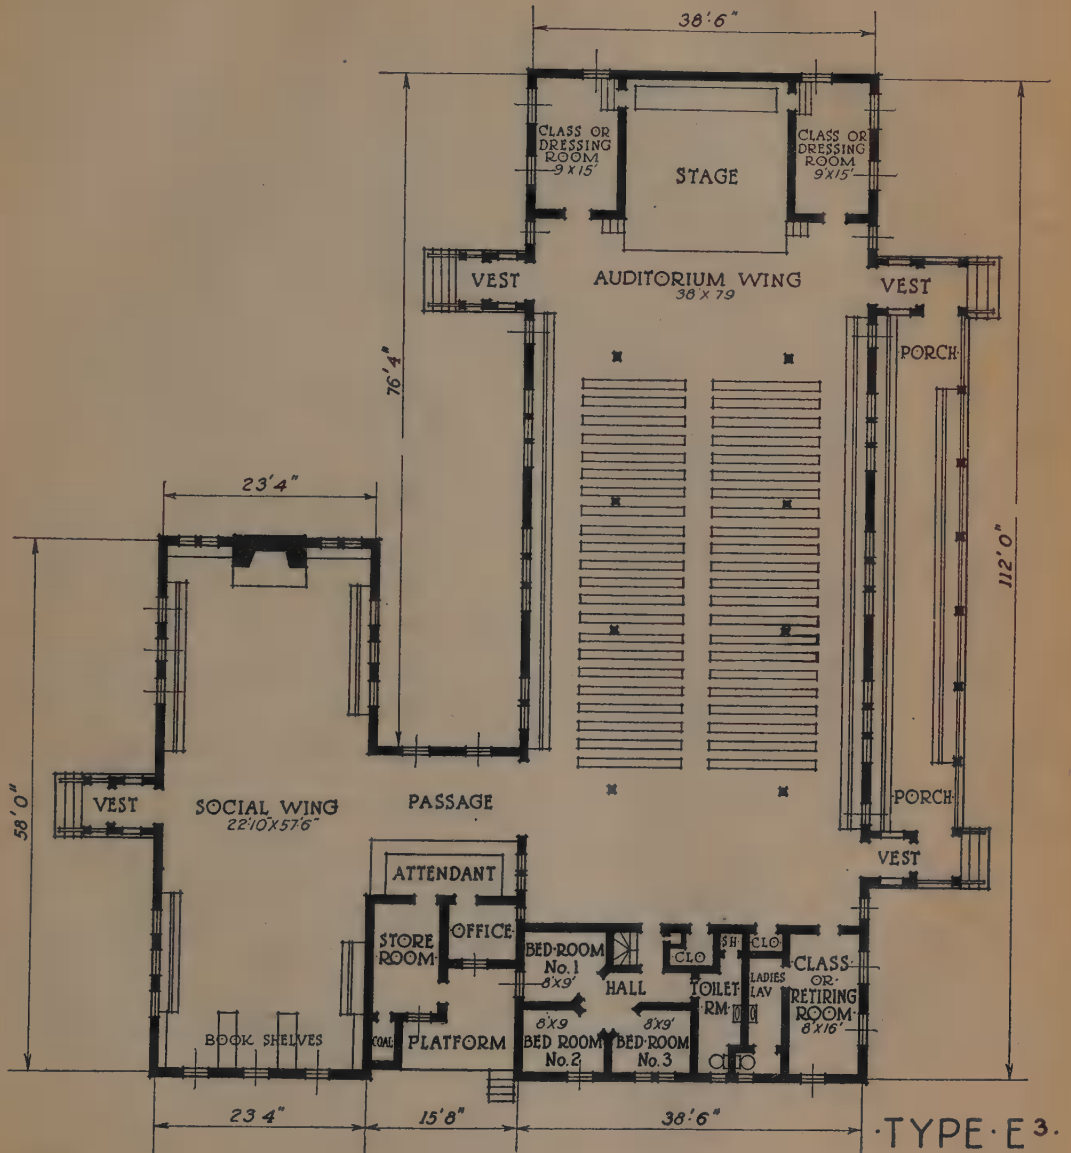 38'-6"
CLASS OR
DRESSING
ROOM
9'X15'
STAGE
CLASS OR
DRESSING
ROOM
9'X15'
VEST
AUDITORIUM WING
38'X79
VEST
PORCH
76'4"
23'4"
112'0"
58'0"
VEST
SOCIAL WING
22'10"X57'6"
PASSAGE
PORCH
VEST
ATTENDANT
OFFICE
STORE
ROOM
BED-ROOM
No.1
8'X9'
HALL
CLO
SH
CLO
TOILET
RM.
LADIES
LAV
CLASS
OR
RETIRING
ROOM
8'X16'
BOOK SHELVES
COAL
PLATFORM
8'X9
BED ROOM
No.2
8'X9'
BED-ROOM
No.3
23 4"
15'8"
38'-6"
·TYPE·E3·